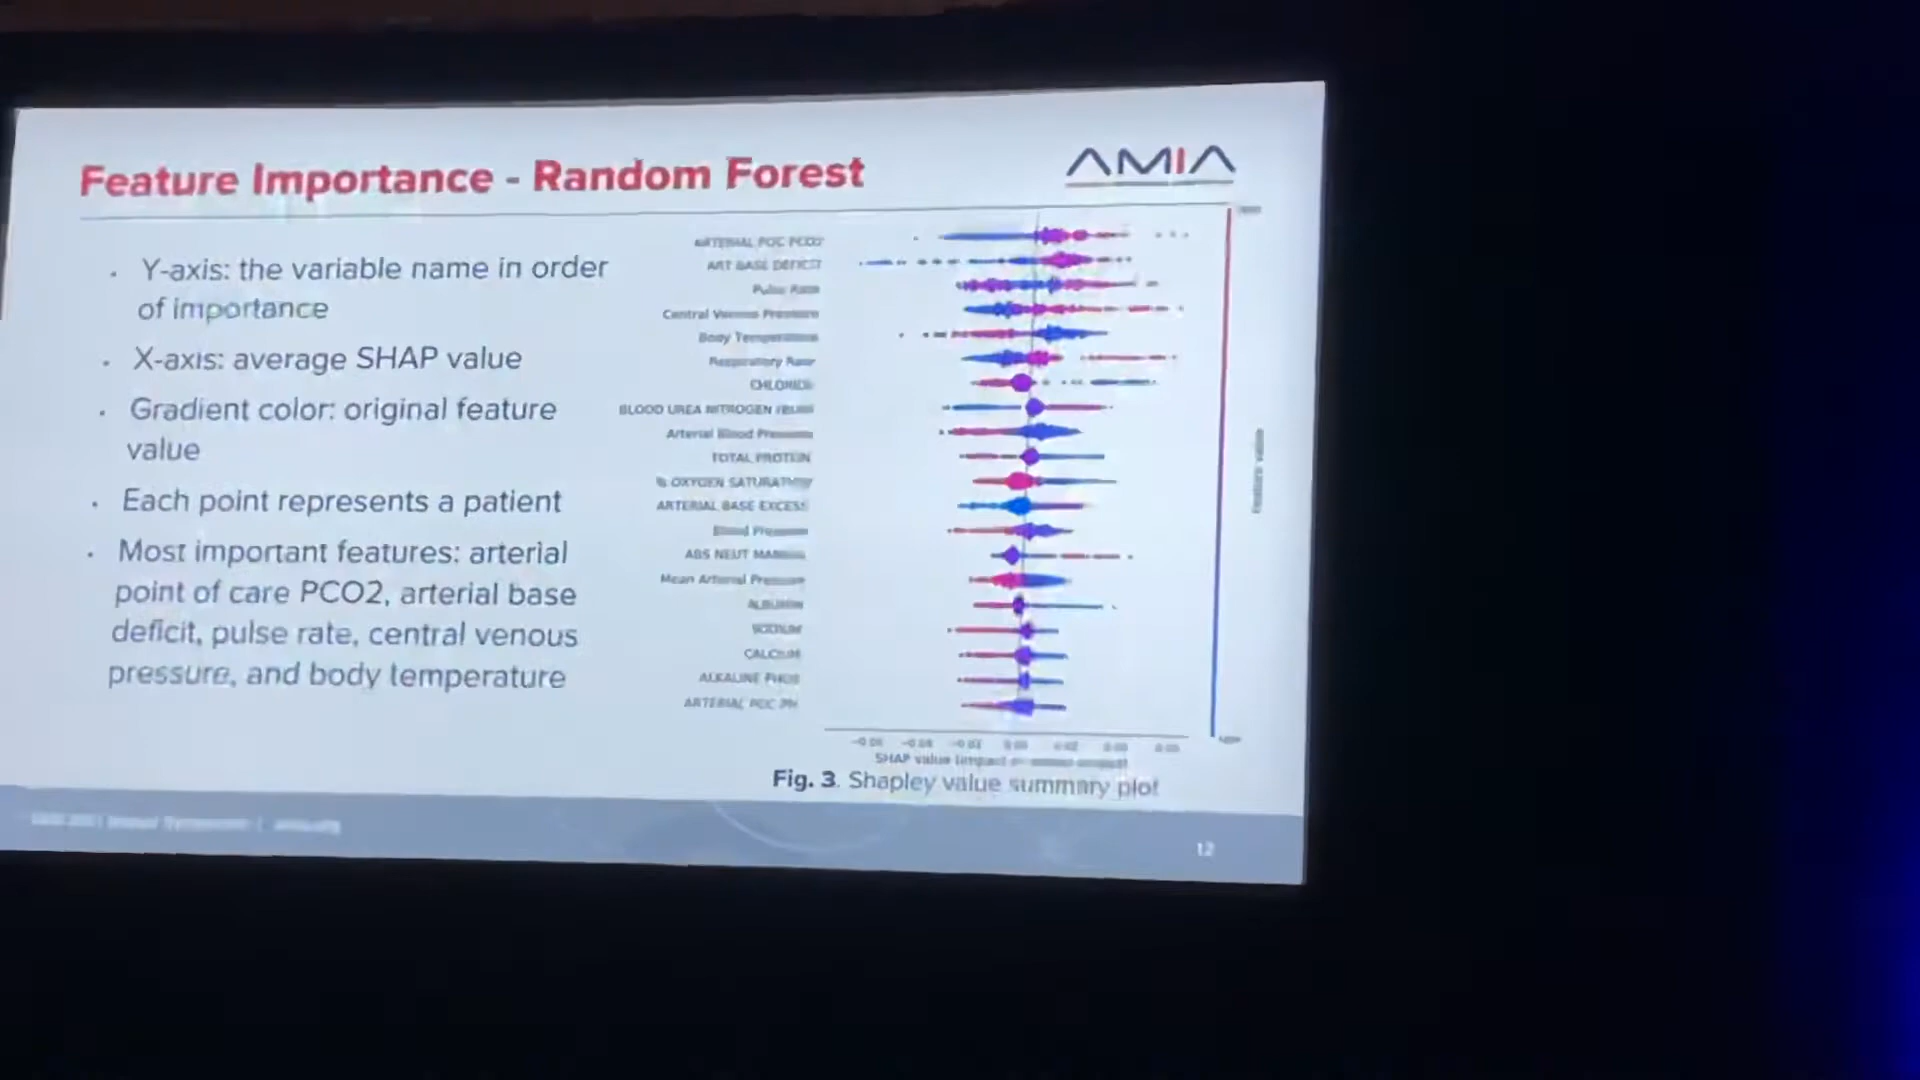 Feature Importance - Random Forest
AMIA
· Y-axis: the variable name in order
of importance
· X-axis: average SHAP value
· Gradient color: original feature
value
· Each point represents a patient
· Most important features: arterial
point of care PCO2, arterial base
deficit, pulse rate, central venous
pressure, and body temperature
ARTERIAL POC PCO2
ART BASE DEFICIT
Pulse Rate
Central Venous Pressure
Body Temperature
Respiratory Rate
CHLORIDE
BLOOD UREA NITROGEN
Arterial Blood Pressure
TOTAL PROTEIN
% OXYGEN SATURATION
ARTERIAL BASE EXCESS
Blood Pressure
ABS NEUT
Mean Arterial Pressure
ALBUMIN
SODIUM
CALCIUM
ALKALINE PHOS
ARTERIAL POC PH
Feature value
SHAP value (impact
Fig. 3. Shapley value summary plot
12